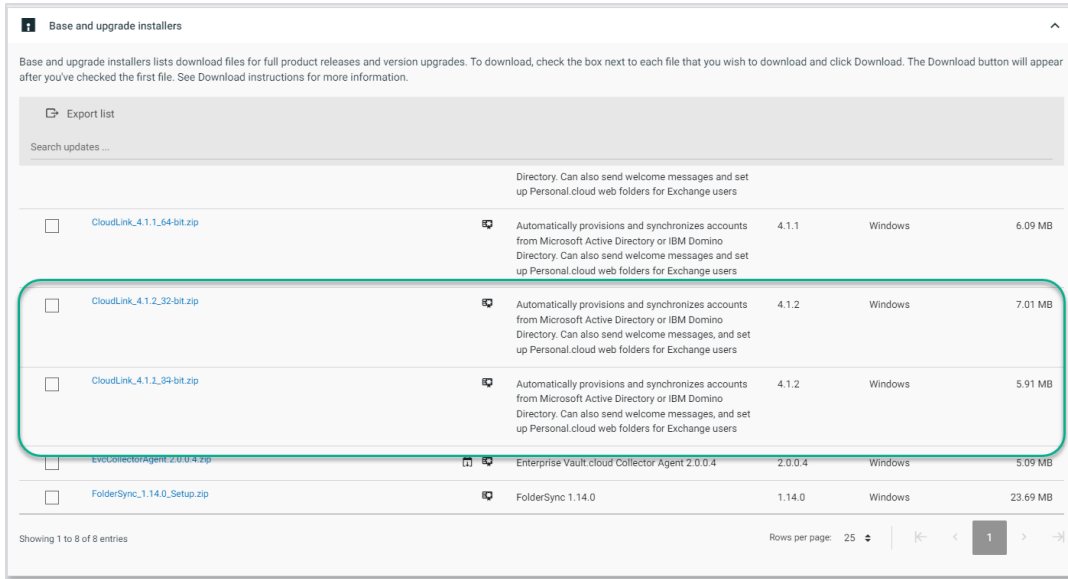 Base and upgrade installers
Base and upgrade installers lists download files for full product releases and version upgrades. To download, check the box next to each file that you wish to download and click Download. The Download button will appear
after you've checked the first file. See Download instructions for more information.
Export list
Search updates ...
Directory. Can also send welcome messages and set
up Personal.cloud web folders for Exchange users
CloudLink_4.1.1_64-bit.zip
Automatically provisions and synchronizes accounts
from Microsoft Active Directory or IBM Domino
Directory. Can also send welcome messages and set
up Personal.cloud web folders for Exchange users
4.1.1
Windows
6.09 MB
CloudLink_4.1.2_32-bit.zip
Automatically provisions and synchronizes accounts
from Microsoft Active Directory or IBM Domino
Directory. Can also send welcome messages, and set
up Personal.cloud web folders for Exchange users
4.1.2
Windows
7.01 MB
Automatically provisions and synchronizes accounts
from Microsoft Active Directory or IBM Domino
Directory. Can also send welcome messages, and set
up Personal.cloud web folders for Exchange users
4.1.2
Windows
5.91 MB
EvcCollectorAgent.2.0.0.4.zip
Enterprise Vault.cloud Collector Agent 2.0.0.4
2.0.0.4
Windows
5.09 MB
FolderSync_1.14.0_Setup.zip
FolderSync 1.14.0
1.14.0
Windows
23.69 MB
Showing 1 to 8 of 8 entries
Rows per page: 25
1